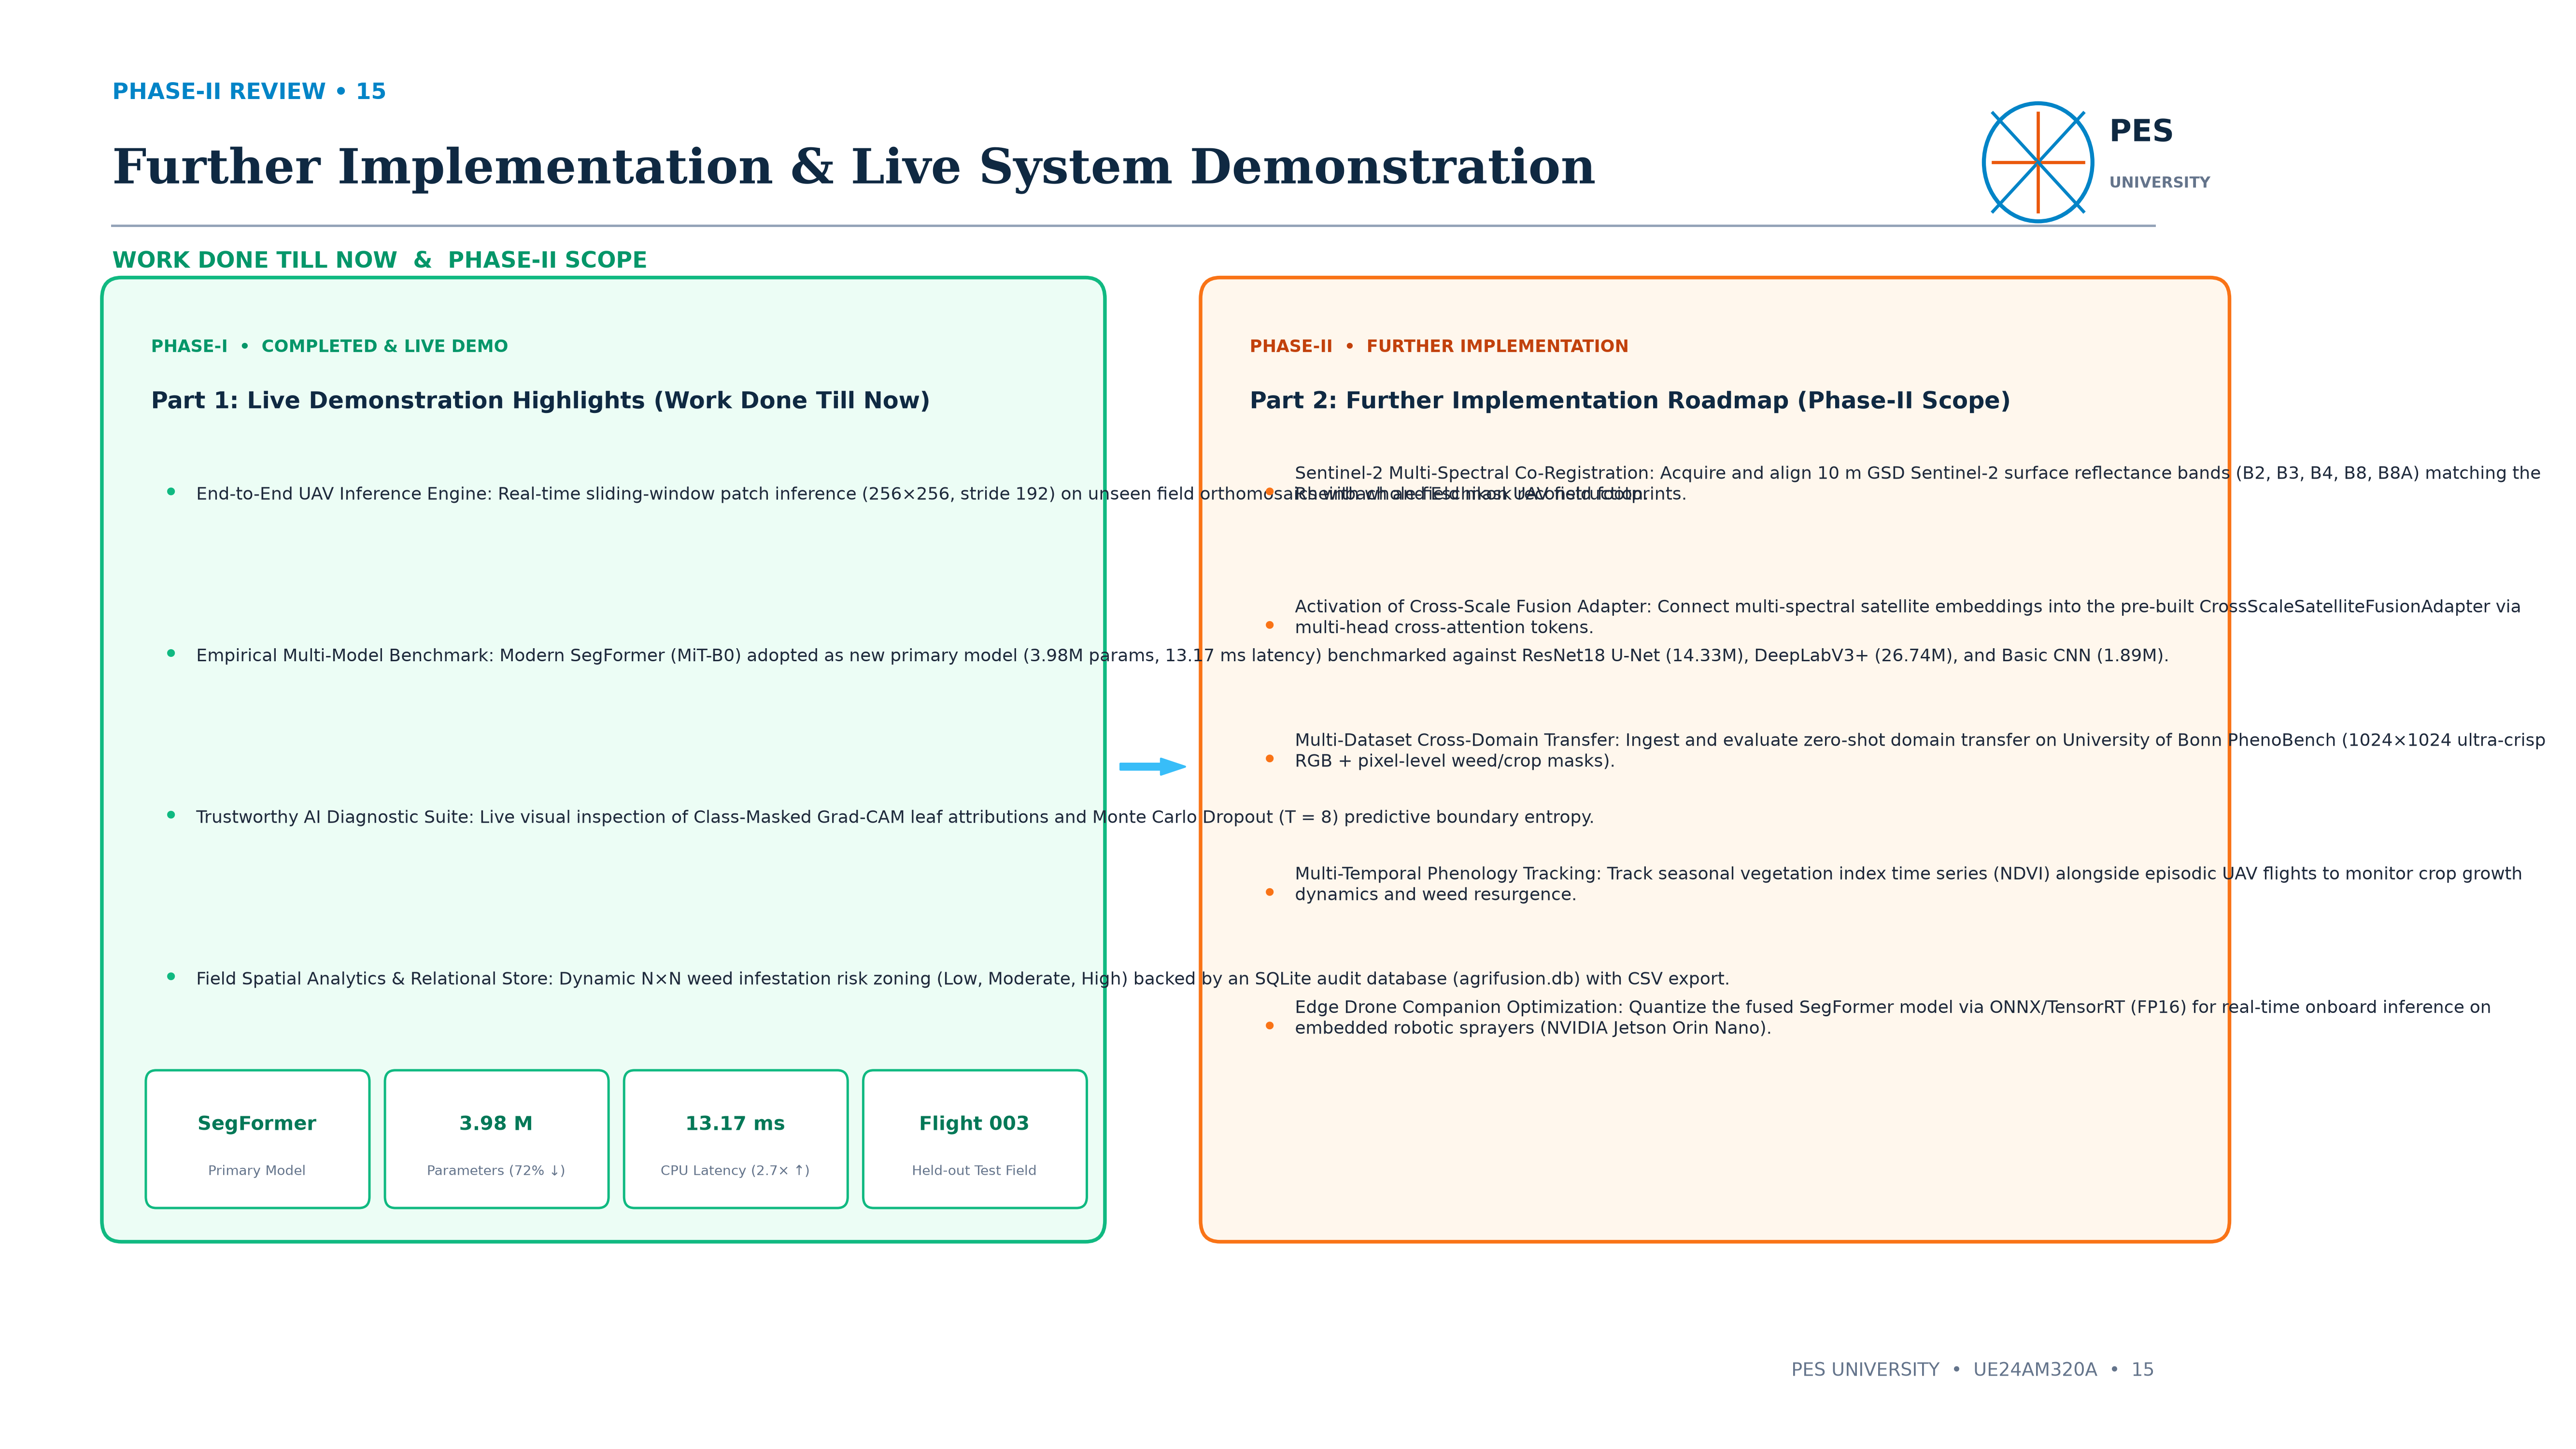 PHASE-II REVIEW • 15
Further Implementation & Live System Demonstration
PES
UNIVERSITY
WORK DONE TILL NOW & PHASE-II SCOPE
PHASE-I • COMPLETED & LIVE DEMO
Part 1: Live Demonstration Highlights (Work Done Till Now)
• End-to-End UAV Inference Engine: Real-time sliding-window patch inference (256×256, stride 192) on unseen field orthomosaics with whole-field mask reconstruction.
• Empirical Multi-Model Benchmark: Modern SegFormer (MiT-B0) adopted as new primary model (3.98M params, 13.17 ms latency) benchmarked against ResNet18 U-Net (14.33M), DeepLabV3+ (26.74M), and Basic CNN (1.89M).
• Trustworthy AI Diagnostic Suite: Live visual inspection of Class-Masked Grad-CAM leaf attributions and Monte Carlo Dropout (T = 8) predictive boundary entropy.
• Field Spatial Analytics & Relational Store: Dynamic N×N weed infestation risk zoning (Low, Moderate, High) backed by an SQLite audit database (agrifusion.db) with CSV export.
SegFormer
Primary Model
3.98 M
Parameters (72% ↓)
13.17 ms
CPU Latency (2.7× ↑)
Flight 003
Held-out Test Field
PHASE-II • FURTHER IMPLEMENTATION
Part 2: Further Implementation Roadmap (Phase-II Scope)
• Sentinel-2 Multi-Spectral Co-Registration: Acquire and align 10 m GSD Sentinel-2 surface reflectance bands (B2, B3, B4, B8, B8A) matching the
Rheinbach and Eschikon UAV field footprints.
• Activation of Cross-Scale Fusion Adapter: Connect multi-spectral satellite embeddings into the pre-built CrossScaleSatelliteFusionAdapter via
multi-head cross-attention tokens.
• Multi-Dataset Cross-Domain Transfer: Ingest and evaluate zero-shot domain transfer on University of Bonn PhenoBench (1024×1024 ultra-crisp
RGB + pixel-level weed/crop masks).
• Multi-Temporal Phenology Tracking: Track seasonal vegetation index time series (NDVI) alongside episodic UAV flights to monitor crop growth
dynamics and weed resurgence.
• Edge Drone Companion Optimization: Quantize the fused SegFormer model via ONNX/TensorRT (FP16) for real-time onboard inference on
embedded robotic sprayers (NVIDIA Jetson Orin Nano).
PES UNIVERSITY • UE24AM320A • 15